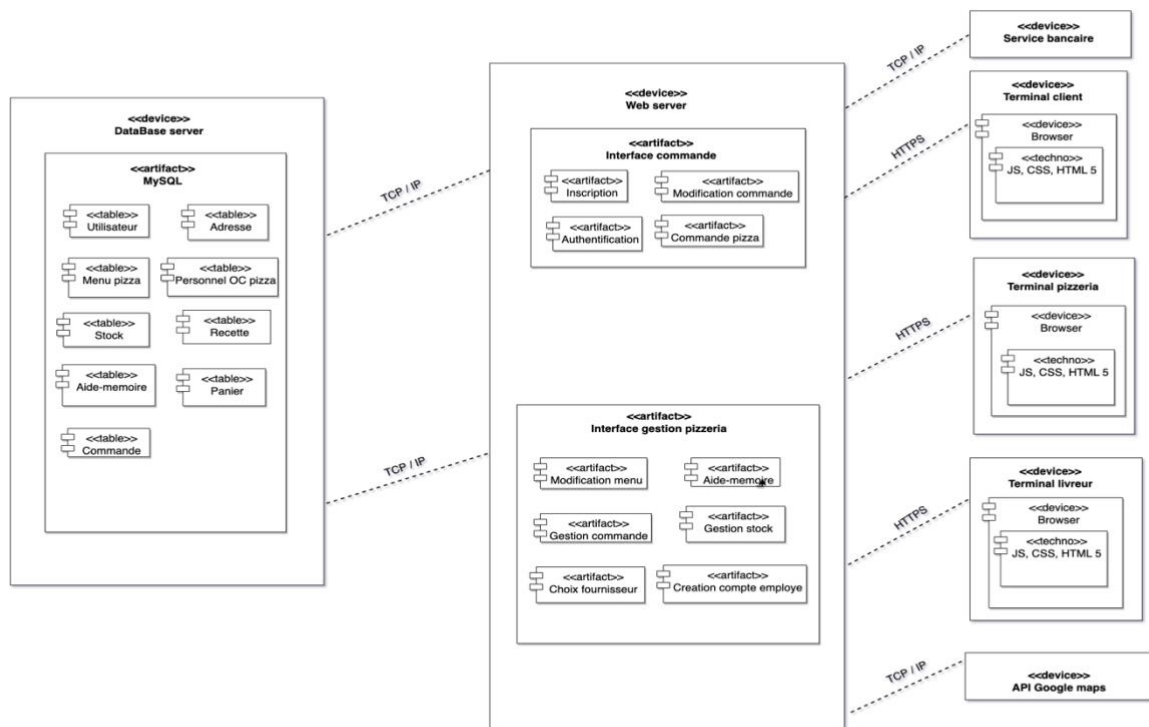 <<device>>
DataBase server
<<artifact>>
MySQL
<<table>>
Utilisateur
<<table>>
Adresse
<<table>>
Menu pizza
<<table>>
Personnel OC pizza
<<table>>
Stock
<<table>>
Recette
<<table>>
Aide-memoire
<<table>>
Panier
<<table>>
Commande
TCP / IP
TCP / IP
<<device>>
Web server
<<artifact>>
Interface commande
<<artifact>>
Inscription
<<artifact>>
Modification commande
<<artifact>>
Authentification
<<artifact>>
Commande pizza
<<artifact>>
Interface gestion pizzeria
<<artifact>>
Modification menu
<<artifact>>
Aide-memoire
<<artifact>>
Gestion commande
<<artifact>>
Gestion stock
<<artifact>>
Choix fournisseur
<<artifact>>
Creation compte employe
TCP / IP
HTTPS
HTTPS
HTTPS
TCP / IP
<<device>>
Service bancaire
<<device>>
Terminal client
<<device>>
Browser
<<techno>>
JS, CSS, HTML 5
<<device>>
Terminal pizzeria
<<device>>
Browser
<<techno>>
JS, CSS, HTML 5
<<device>>
Terminal livreur
<<device>>
Browser
<<techno>>
JS, CSS, HTML 5
<<device>>
API Google maps